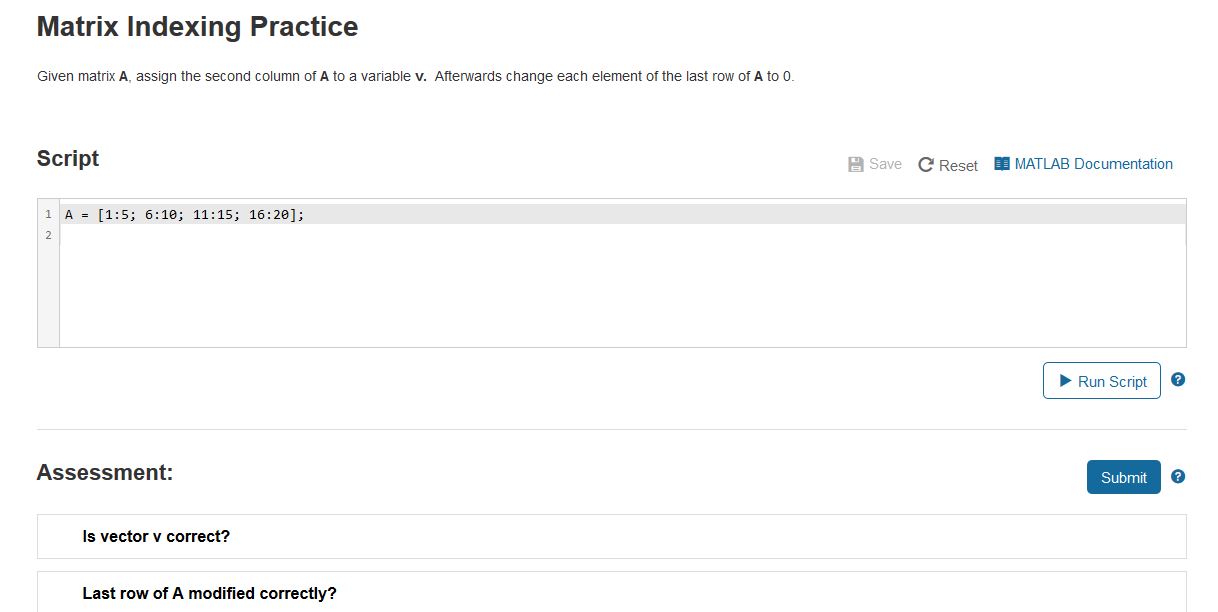 Matrix Indexing Practice
Given matrix A, assign the second column of A to a variable v. Afterwards change each element of the last row of A to 0.
Script
Save Reset MATLAB Documentation
1 A = [1:5; 6:10; 11:15; 16:20];
2
Run Script ?
Assessment:
Submit ?
Is vector v correct?
Last row of A modified correctly?